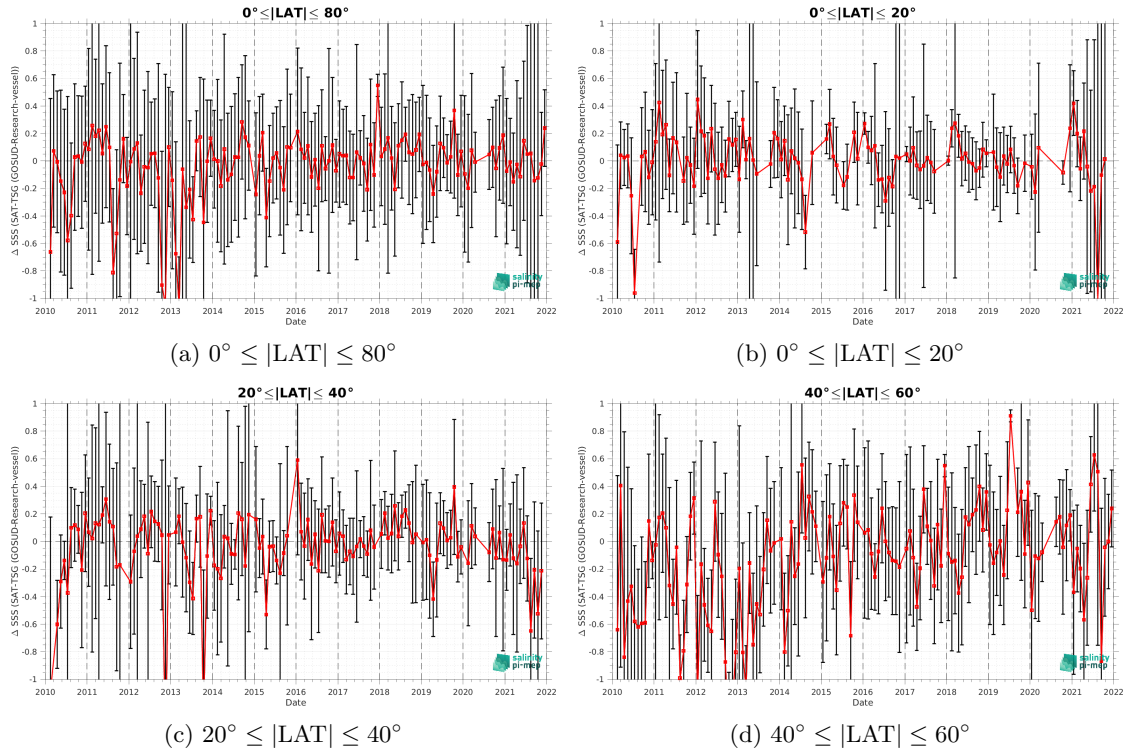 0°≤|LAT|≤ 80°
Δ SSS (SAT-TSG (GOSUD-Research-vessel))
1
0.8
0.6
0.4
0.2
0
-0.2
-0.4
-0.6
-0.8
-1
2010 2011 2012 2013 2014 2015 2016 2017 2018 2019 2020 2021 2022
Date
salinity
pi-mep
(a) 0° ≤ |LAT| ≤ 80°
0°≤|LAT|≤ 20°
Δ SSS (SAT-TSG (GOSUD-Research-vessel))
1
0.8
0.6
0.4
0.2
0
-0.2
-0.4
-0.6
-0.8
-1
2010 2011 2012 2013 2014 2015 2016 2017 2018 2019 2020 2021 2022
Date
salinity
pi-mep
(b) 0° ≤ |LAT| ≤ 20°
20°≤|LAT|≤ 40°
Δ SSS (SAT-TSG (GOSUD-Research-vessel))
1
0.8
0.6
0.4
0.2
0
-0.2
-0.4
-0.6
-0.8
-1
2010 2011 2012 2013 2014 2015 2016 2017 2018 2019 2020 2021 2022
Date
salinity
pi-mep
(c) 20° ≤ |LAT| ≤ 40°
40°≤|LAT|≤ 60°
Δ SSS (SAT-TSG (GOSUD-Research-vessel))
1
0.8
0.6
0.4
0.2
0
-0.2
-0.4
-0.6
-0.8
-1
2010 2011 2012 2013 2014 2015 2016 2017 2018 2019 2020 2021 2022
Date
salinity
pi-mep
(d) 40° ≤ |LAT| ≤ 60°